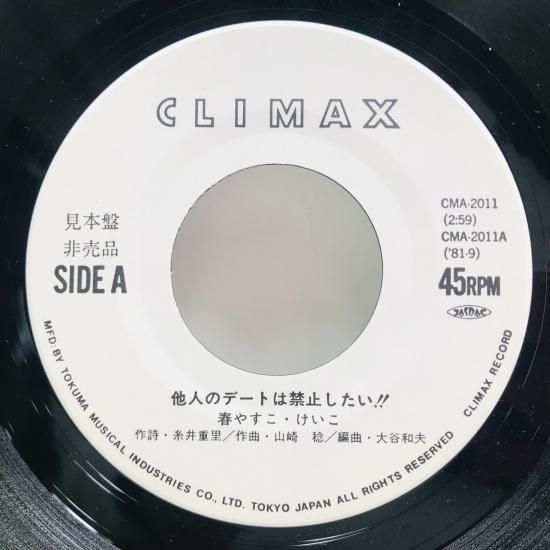 CLIMAX
見本盤
非売品
SIDE A
CMA-2011
(2:59)
CMA-2011A
('81·9)
45RPM
JASRAC
他人のデートは禁止したい!!
春やすこ・けいこ
作詩・糸井重里/作曲・山崎 稔/編曲・大谷和夫
MFD. BY TOKUMA MUSICAL INDUSTRIES CO., LTD. TOKYO JAPAN ALL RIGHTS RESERVED CLIMAX RECORD